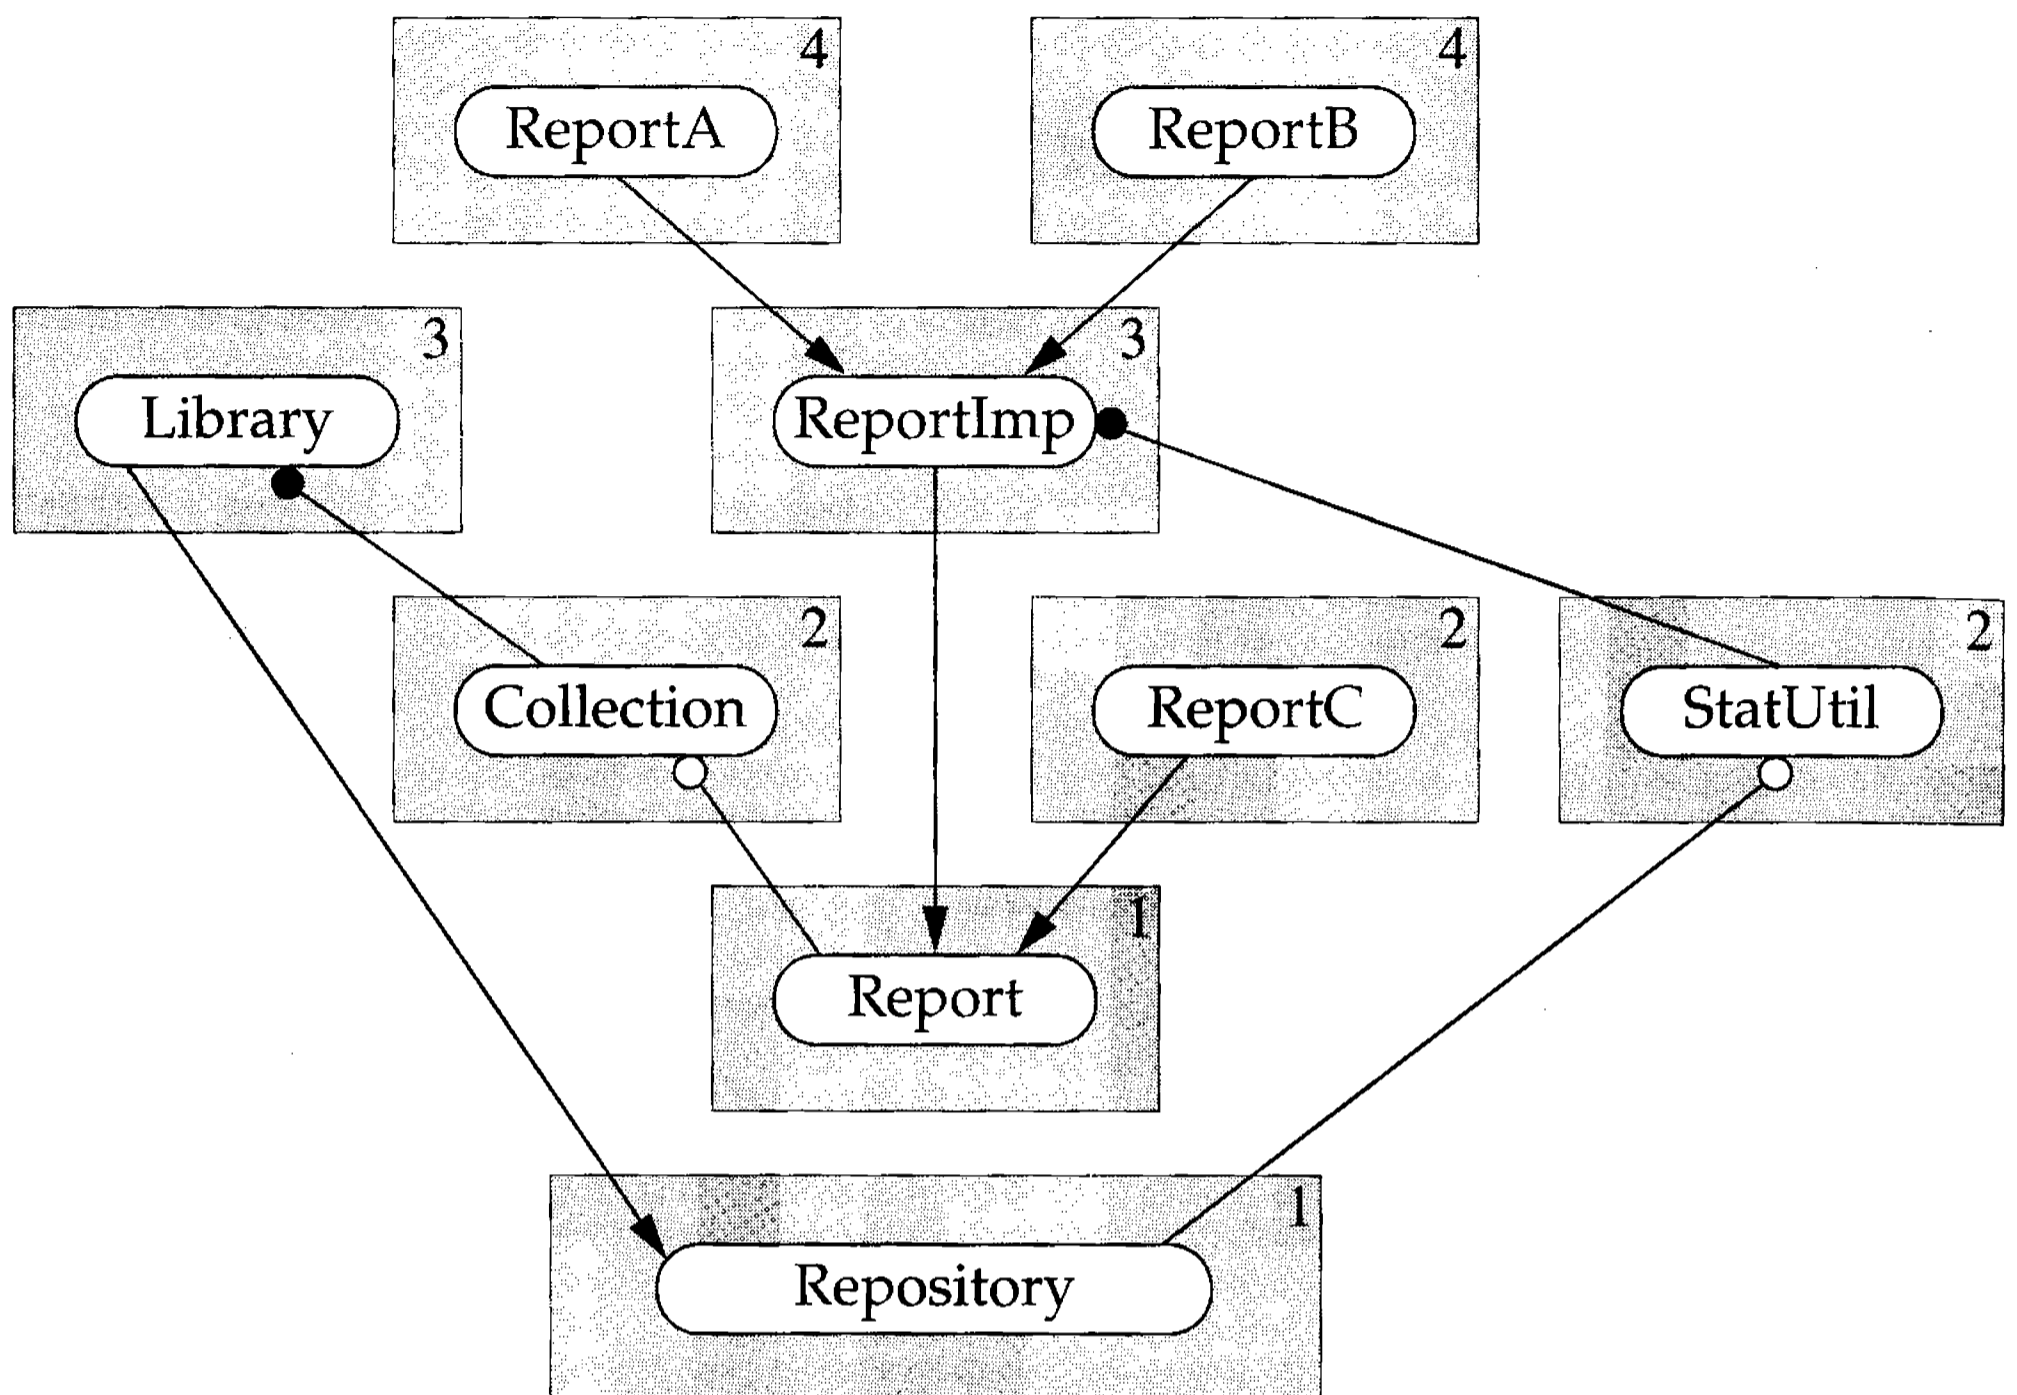 4
ReportA
4
ReportB
3
Library
3
ReportImp
2
Collection
2
ReportC
2
StatUtil
1
Report
1
Repository